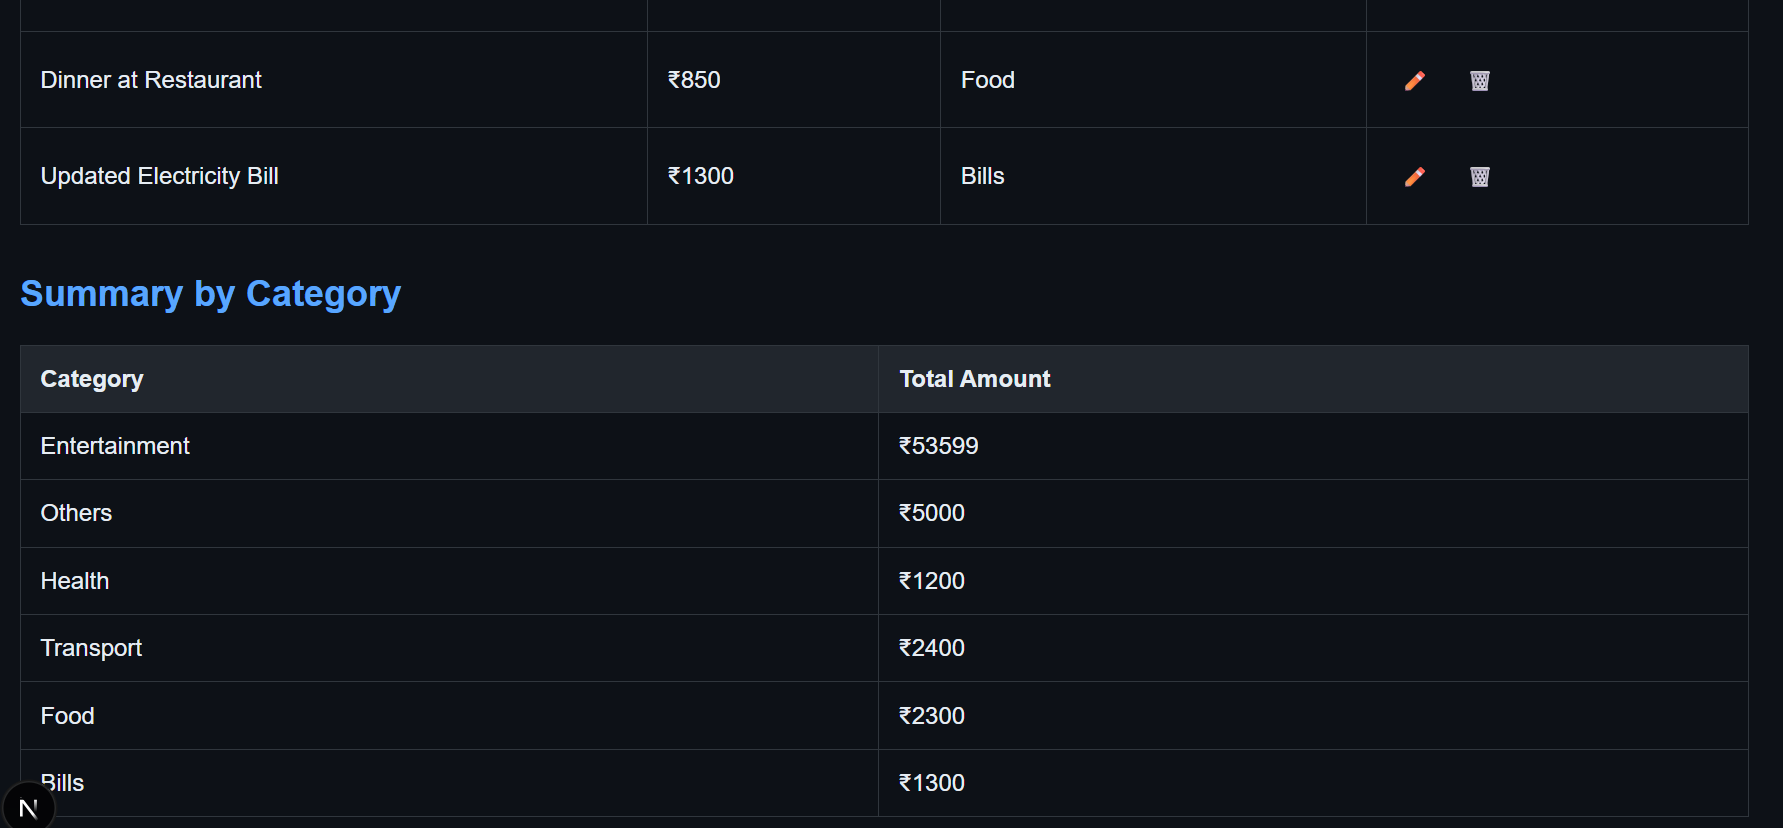 Dinner at Restaurant ₹850 Food
Updated Electricity Bill ₹1300 Bills
Summary by Category
Category Total Amount
Entertainment ₹53599
Others ₹5000
Health ₹1200
Transport ₹2400
Food ₹2300
Bills ₹1300
N